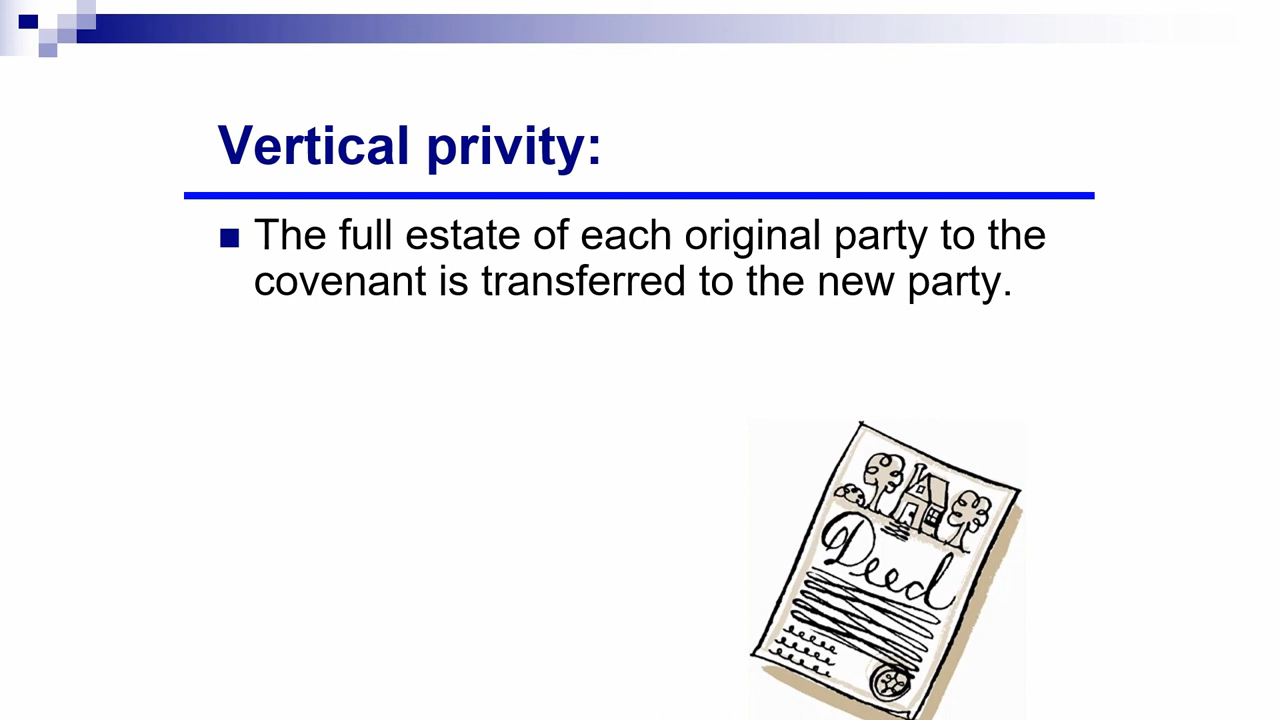 Vertical privity:
The full estate of each original party to the
covenant is transferred to the new party.
Deed